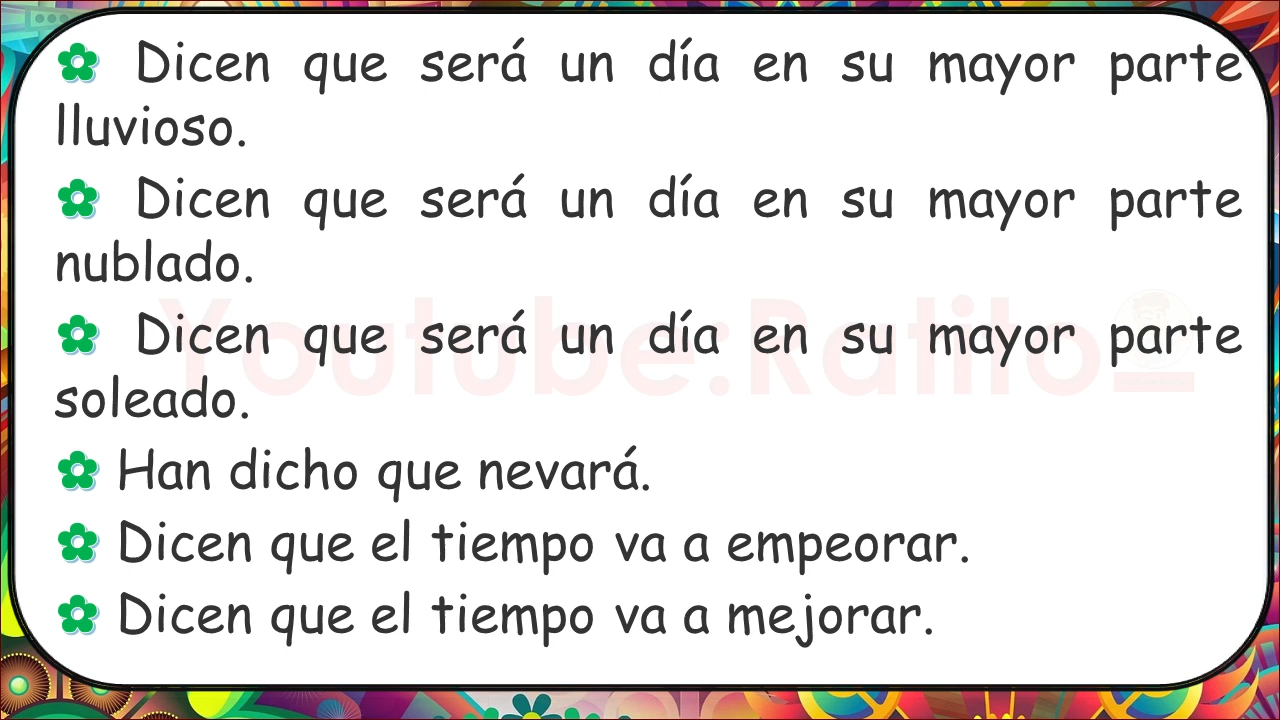 Dicen que será un día en su mayor parte
lluvioso.
Dicen que será un día en su mayor parte
nublado.
Dicen que será un día en su mayor parte
soleado.
Youtube:Ratilo
Han dicho que nevará.
Dicen que el tiempo va a empeorar.
Dicen que el tiempo va a mejorar.